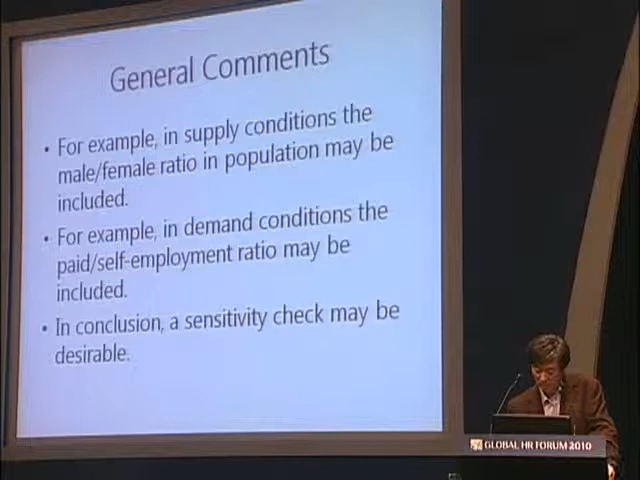 General Comments
• For example, in supply conditions the
male/female ratio in population may be
included.
• For example, in demand conditions the
paid/self-employment ratio may be
included.
• In conclusion, a sensitivity check may be
desirable.
GLOBAL HR FORUM 2010